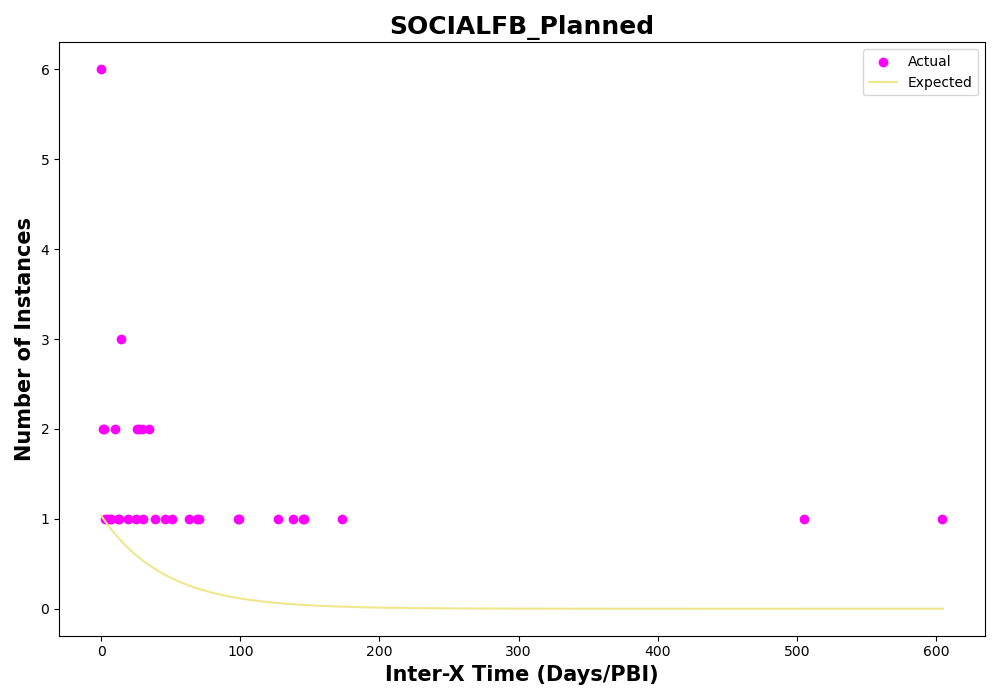 SOCIALFB_Planned
Actual
Expected
Number of Instances
6
5
4
3
2
1
0
0 100 200 300 400 500 600
Inter-X Time (Days/PBI)